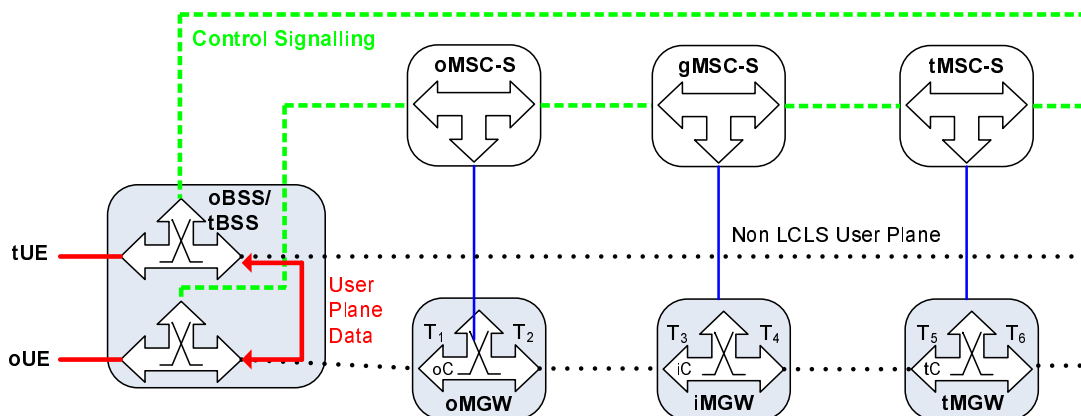 Control Signalling
oMSC-S
gMSC-S
tMSC-S
oBSS/
tBSS
tUE
Non LCLS User Plane
User
Plane
Data
oUE
T1
T2
oC
oMGW
T3
T4
iC
iMGW
T5
T6
tC
tMGW